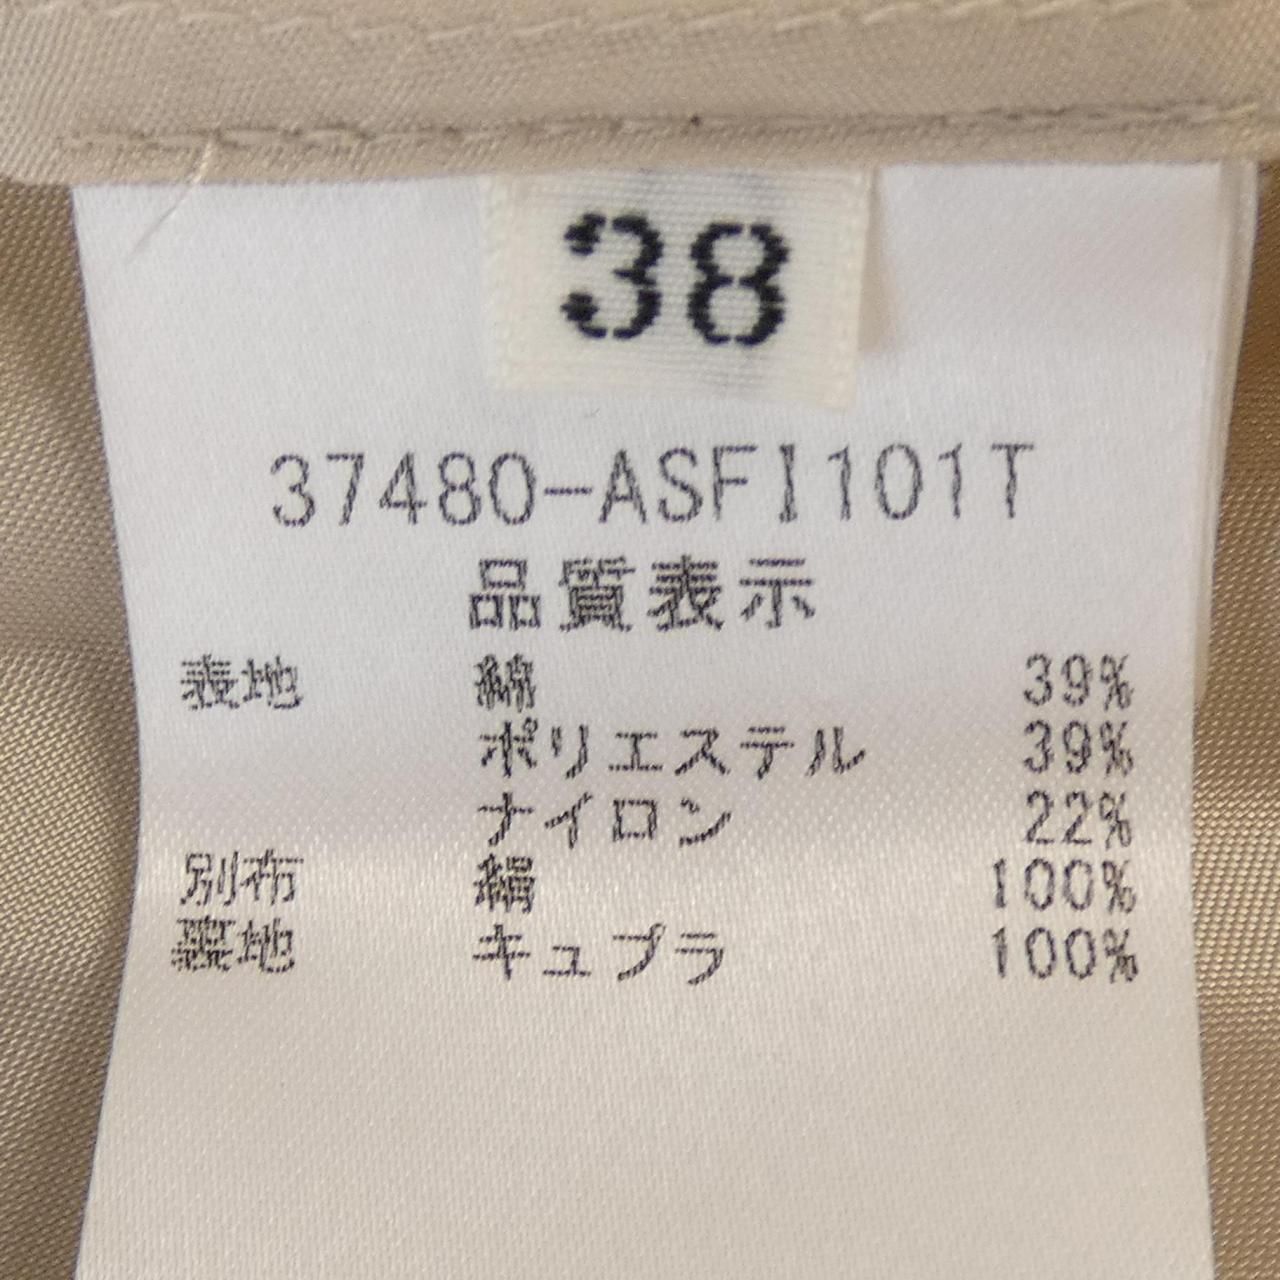 38
37480-ASFI101T
品質表示
表地 綿 39%
ポリエステル 39%
ナイロン 22%
別布 絹 100%
裏地 キュプラ 100%